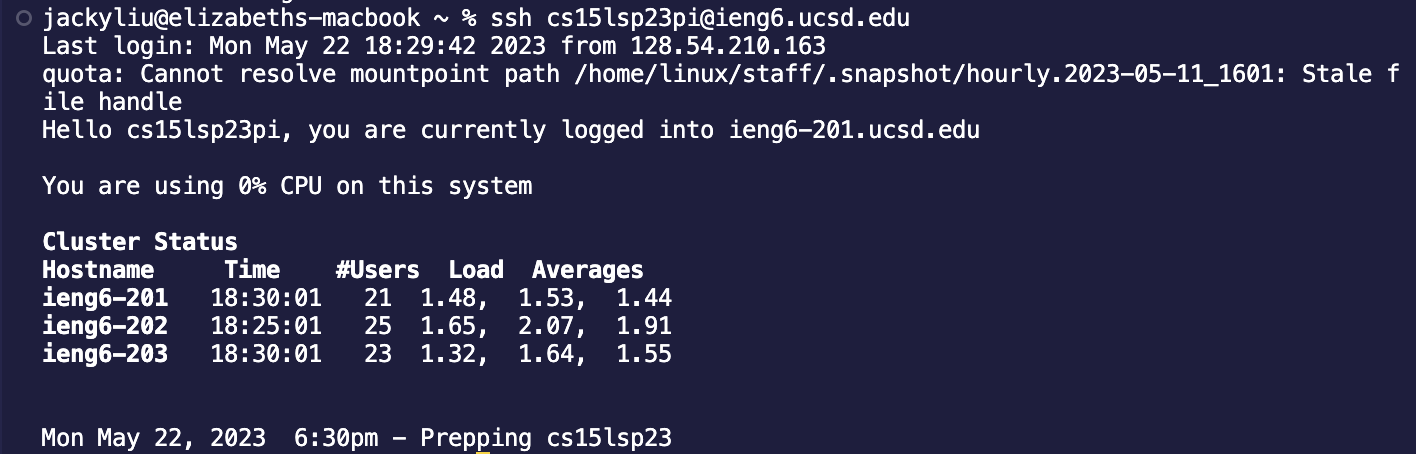 jackyliu@elizabeths-macbook ~ % ssh cs15lsp23pi@ieng6.ucsd.edu
Last login: Mon May 22 18:29:42 2023 from 128.54.210.163
quota: Cannot resolve mountpoint path /home/linux/staff/.snapshot/hourly.2023-05-11_1601: Stale f
ile handle
Hello cs15lsp23pi, you are currently logged into ieng6-201.ucsd.edu
You are using 0% CPU on this system
Cluster Status
Hostname     Time    #Users  Load  Averages
ieng6-201   18:30:01   21  1.48,  1.53,  1.44
ieng6-202   18:25:01   25  1.65,  2.07,  1.91
ieng6-203   18:30:01   23  1.32,  1.64,  1.55
Mon May 22, 2023  6:30pm - Prepping cs15lsp23